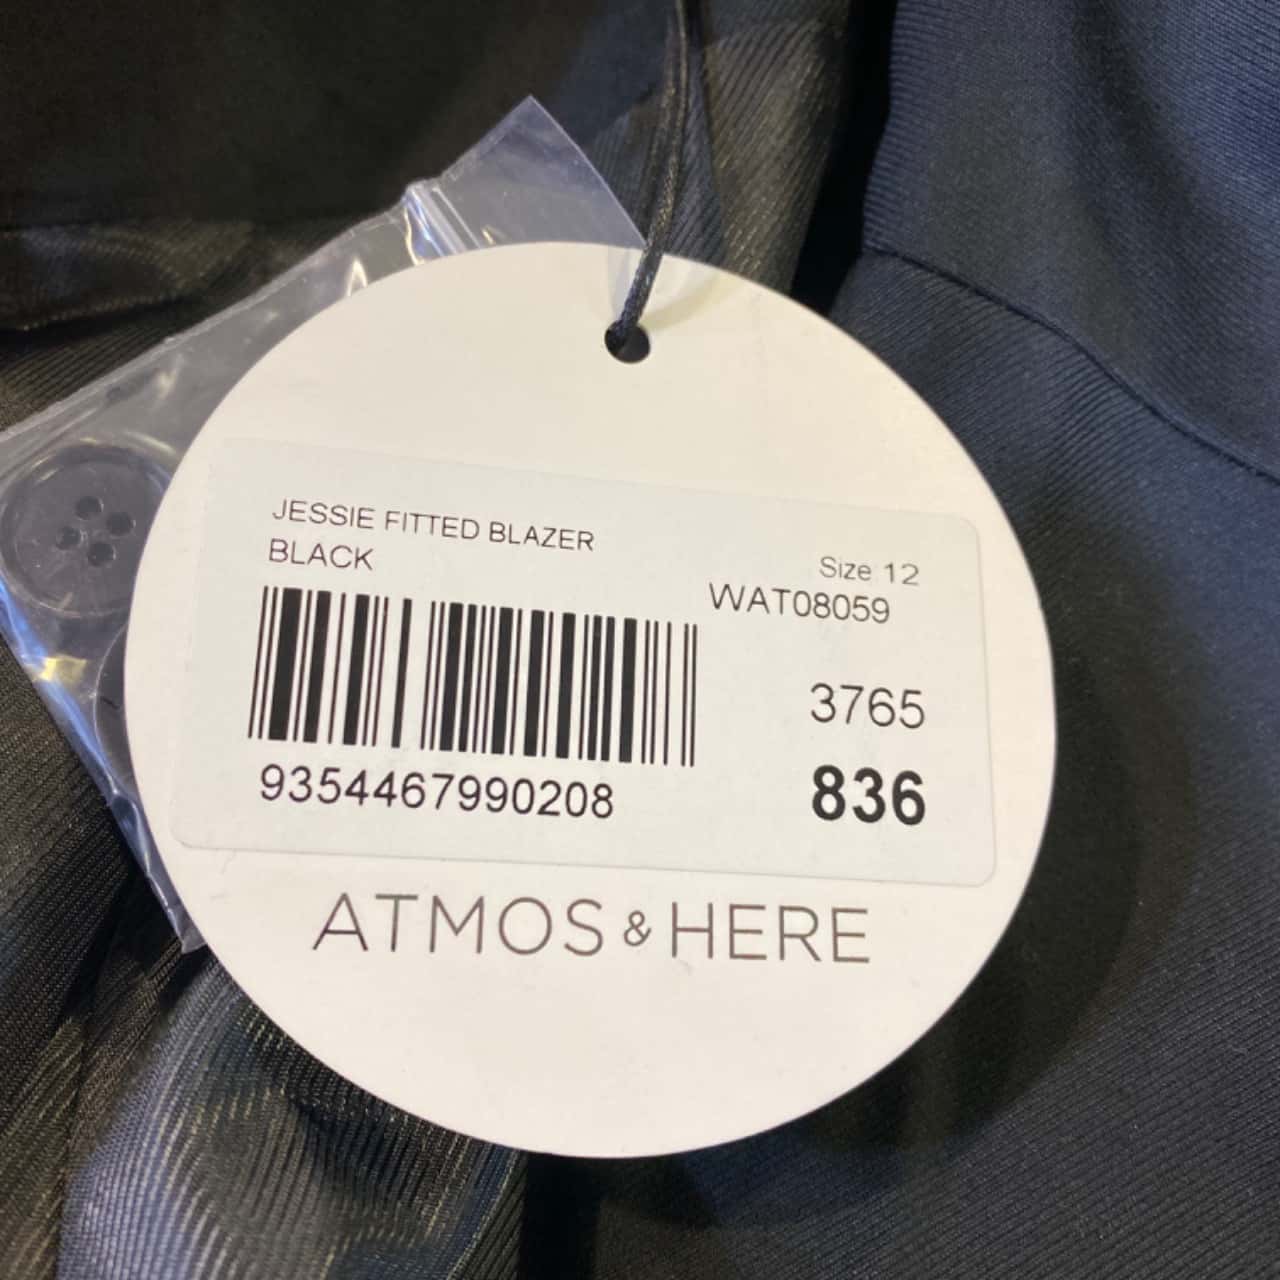 JESSIE FITTED BLAZER
BLACK
Size 12
WAT08059
3765
9354467990208
836
ATMOS & HERE